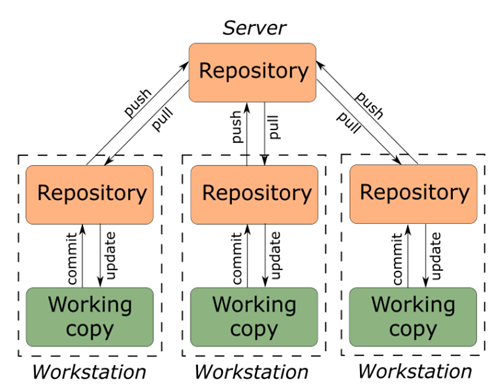 Server
Repository
push
pull
push
pull
push
pull
Repository
Repository
Repository
commit
update
commit
update
commit
update
Working
copy
Working
copy
Working
copy
Workstation
Workstation
Workstation